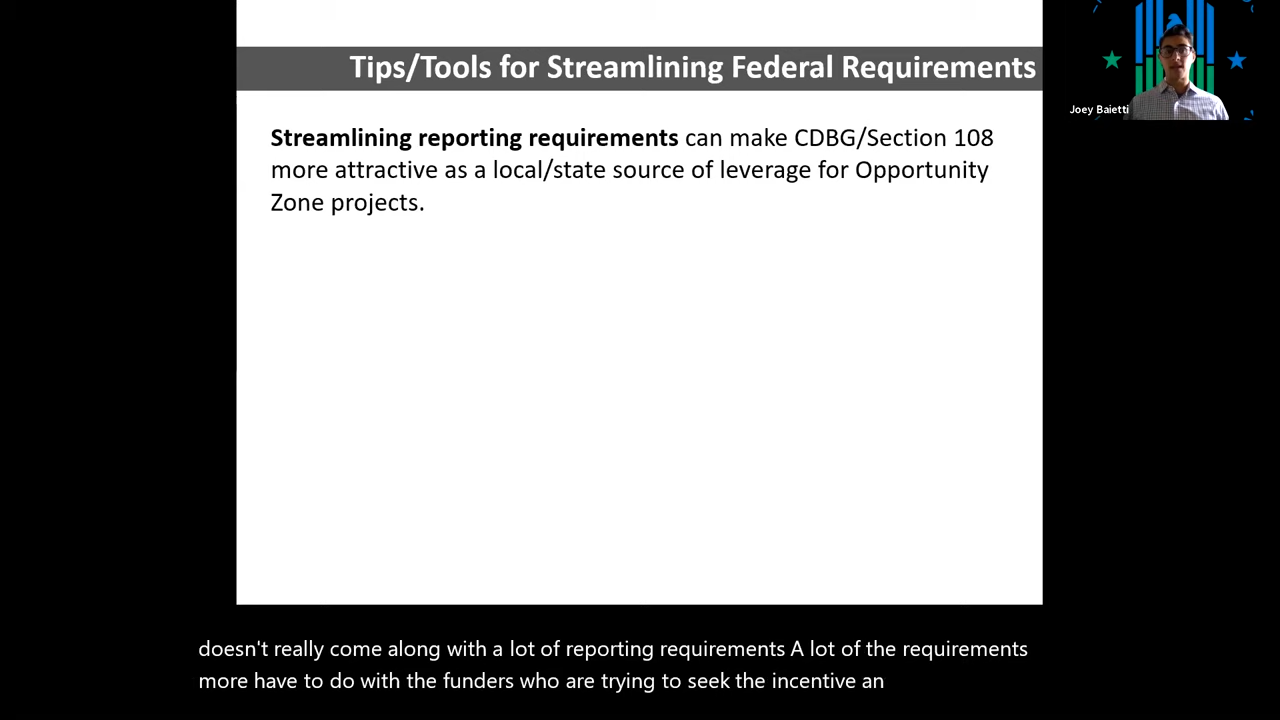 Tips/Tools for Streamlining Federal Requirements
Joey Baietti
Streamlining reporting requirements can make CDBG/Section 108
more attractive as a local/state source of leverage for Opportunity
Zone projects.
doesn't really come along with a lot of reporting requirements A lot of the requirements
more have to do with the funders who are trying to seek the incentive an